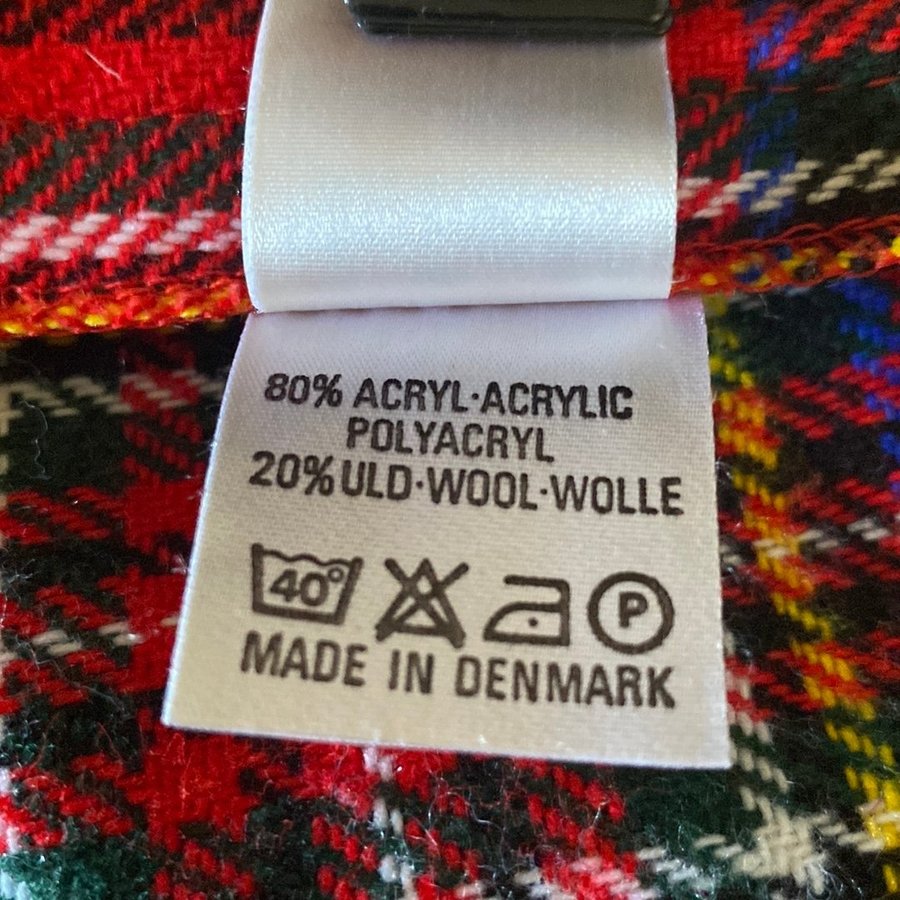 80% ACRYL·ACRYLIC
POLYACRYL
20% ULD·WOOL·WOLLE
40° P
MADE IN DENMARK